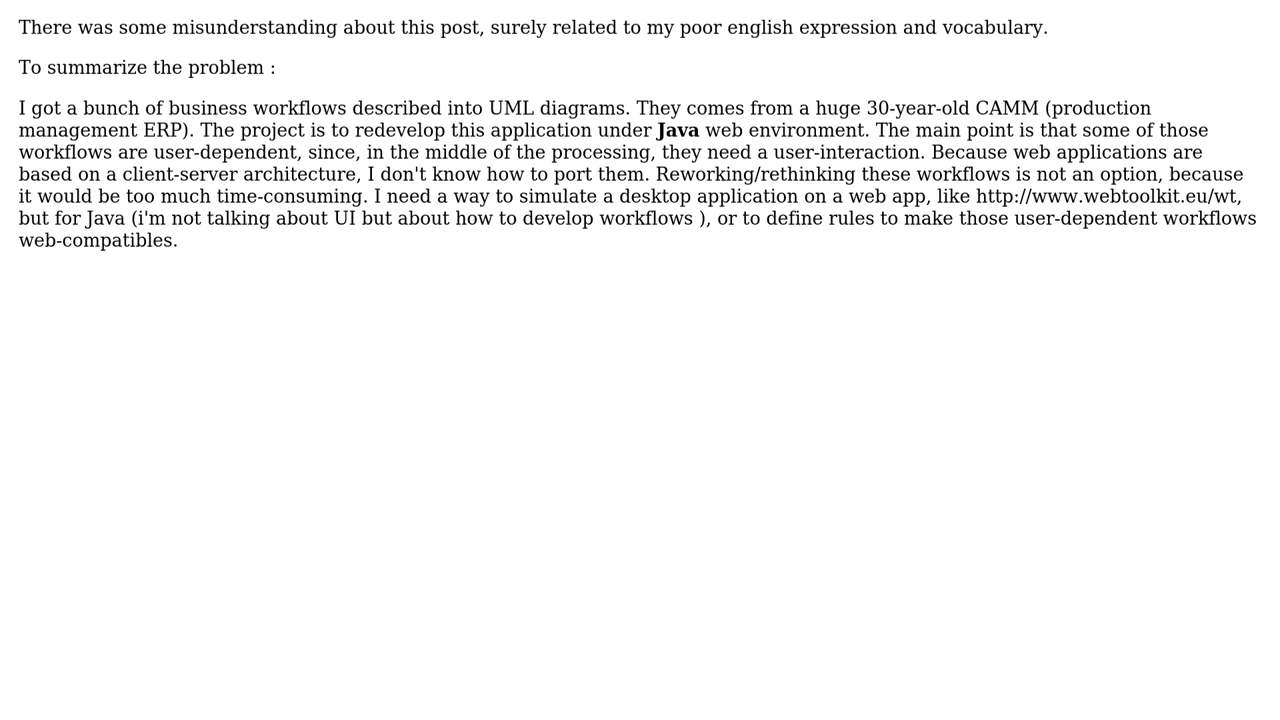 There was some misunderstanding about this post, surely related to my poor english expression and vocabulary.
To summarize the problem :
I got a bunch of business workflows described into UML diagrams. They comes from a huge 30-year-old CAMM (production
management ERP). The project is to redevelop this application under Java web environment. The main point is that some of those
workflows are user-dependent, since, in the middle of the processing, they need a user-interaction. Because web applications are
based on a client-server architecture, I don't know how to port them. Reworking/rethinking these workflows is not an option, because
it would be too much time-consuming. I need a way to simulate a desktop application on a web app, like http://www.webtoolkit.eu/wt,
but for Java (i'm not talking about UI but about how to develop workflows ), or to define rules to make those user-dependent workflows
web-compatibles.